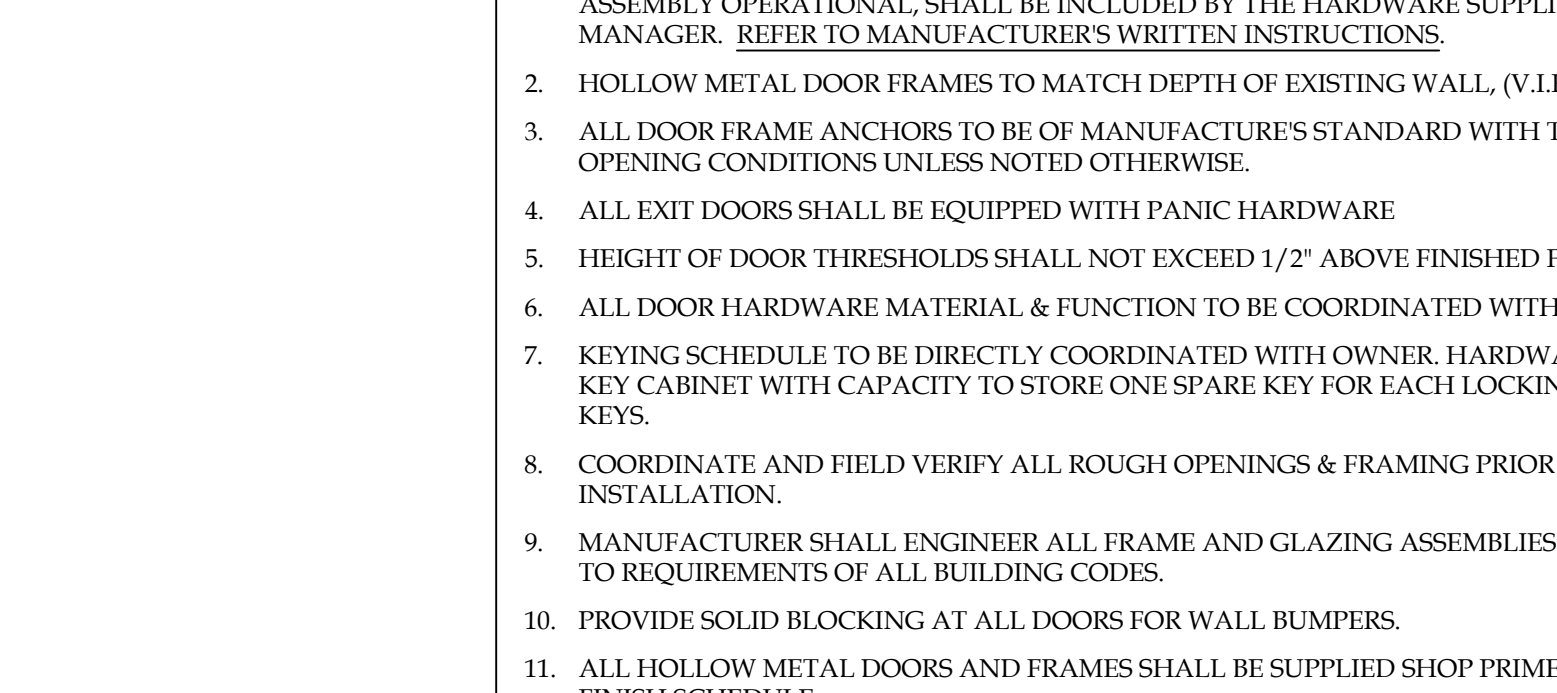 ASSEMBLY OPERATIONAL, SHALL BE INCLUDED BY THE HARDWARE
MANAGER. REFER TO MANUFACTURER'S WRITTEN INSTRUCTIONS.
2. HOLLOW METAL DOOR FRAMES TO MATCH DEPTH OF EXISTING WALL,
3. ALL DOOR FRAME ANCHORS TO BE OF MANUFACTURE'S STANDARD WITH
OPENING CONDITIONS UNLESS NOTED OTHERWISE.
4. ALL EXIT DOORS SHALL BE EQUIPPED WITH PANIC HARDWARE
5. HEIGHT OF DOOR THRESHOLDS SHALL NOT EXCEED 1/2" ABOVE FINISHED
6. ALL DOOR HARDWARE MATERIAL & FUNCTION TO BE COORDINATED WITH
7. KEYING SCHEDULE TO BE DIRECTLY COORDINATED WITH OWNER.
KEY CABINET WITH CAPACITY TO STORE ONE SPARE KEY FOR EACH
KEYS.
8. COORDINATE AND FIELD VERIFY ALL ROUGH OPENINGS & FRAMING PRIOR
INSTALLATION.
9. MANUFACTURER SHALL ENGINEER ALL FRAME AND GLAZING ASSEMBLIES
TO REQUIREMENTS OF ALL BUILDING CODES.
10. PROVIDE SOLID BLOCKING AT ALL DOORS FOR WALL BUMPERS.
11. ALL HOLLOW METAL DOORS AND FRAMES SHALL BE SUPPLIED SHOP
FINISH SCHEDULE